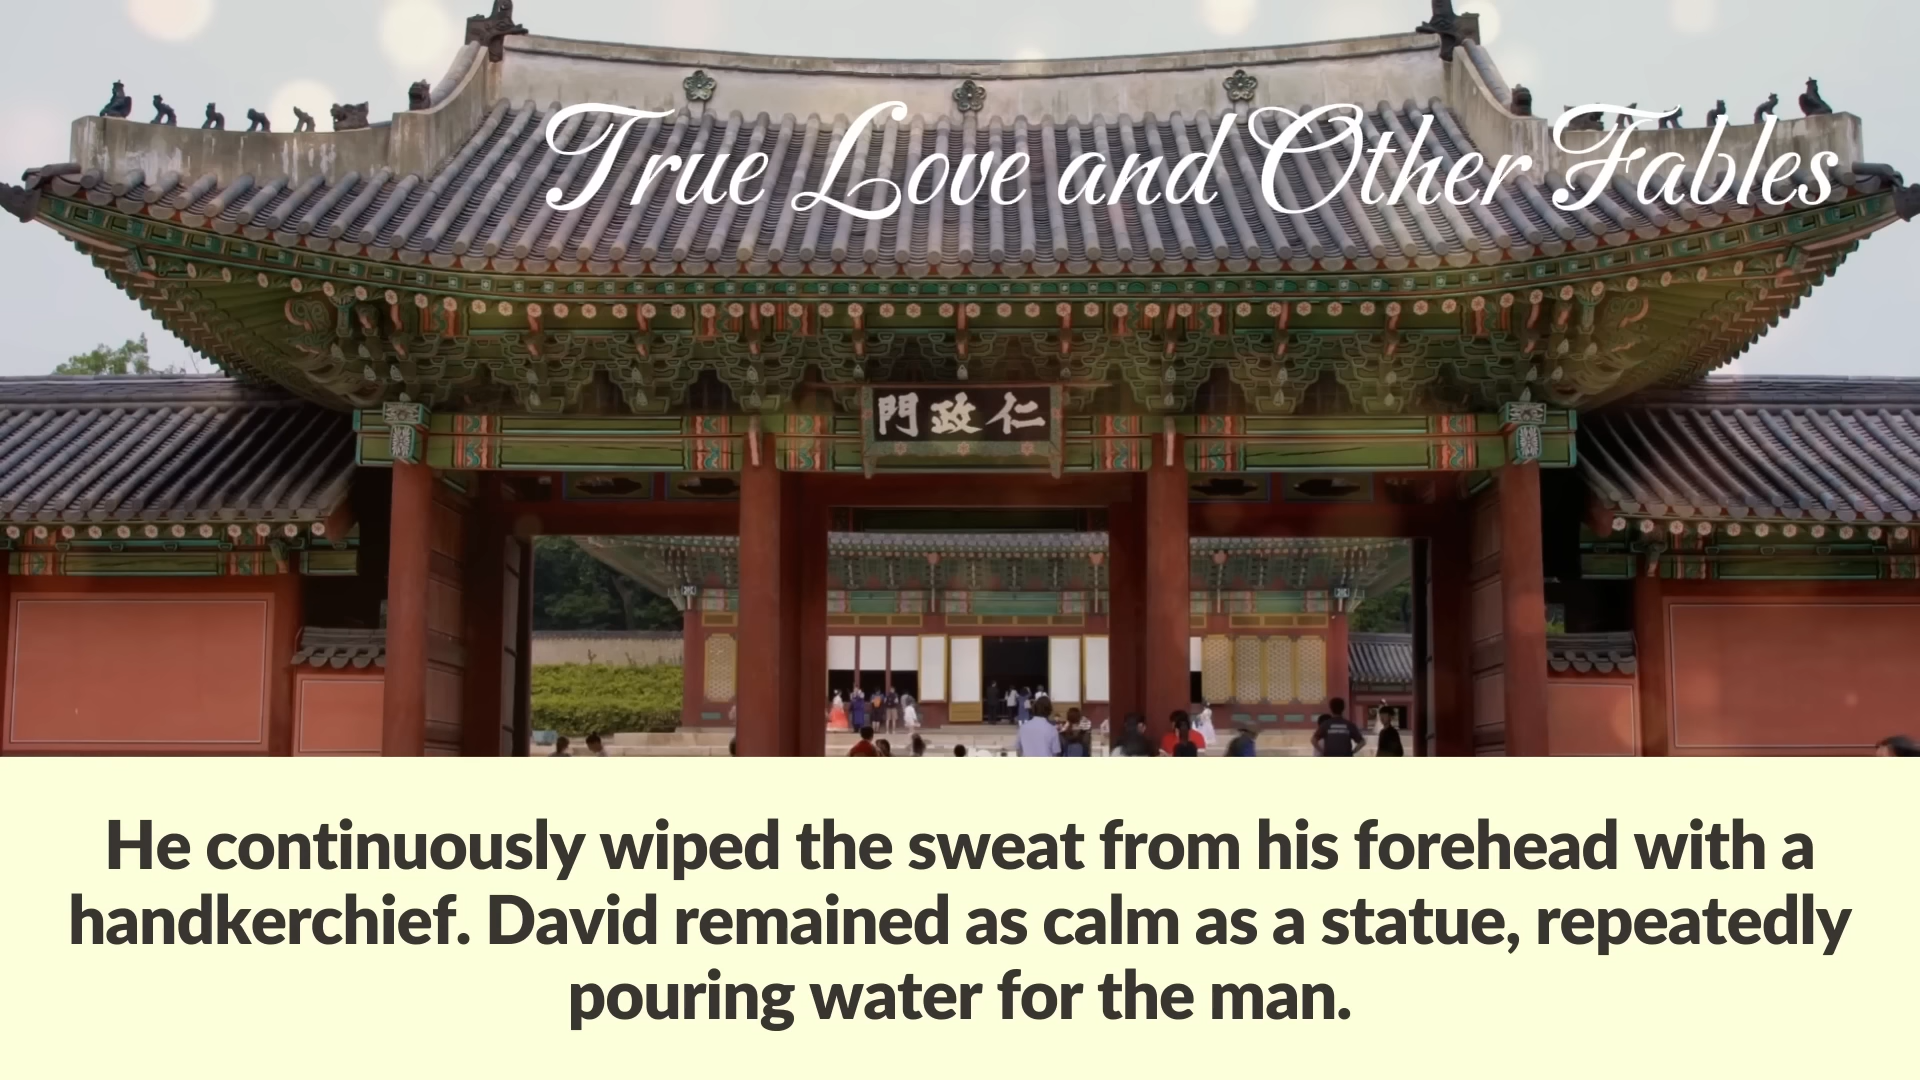 True Love and Other Fables
門政仁
He continuously wiped the sweat from his forehead with a
handkerchief. David remained as calm as a statue, repeatedly
pouring water for the man.